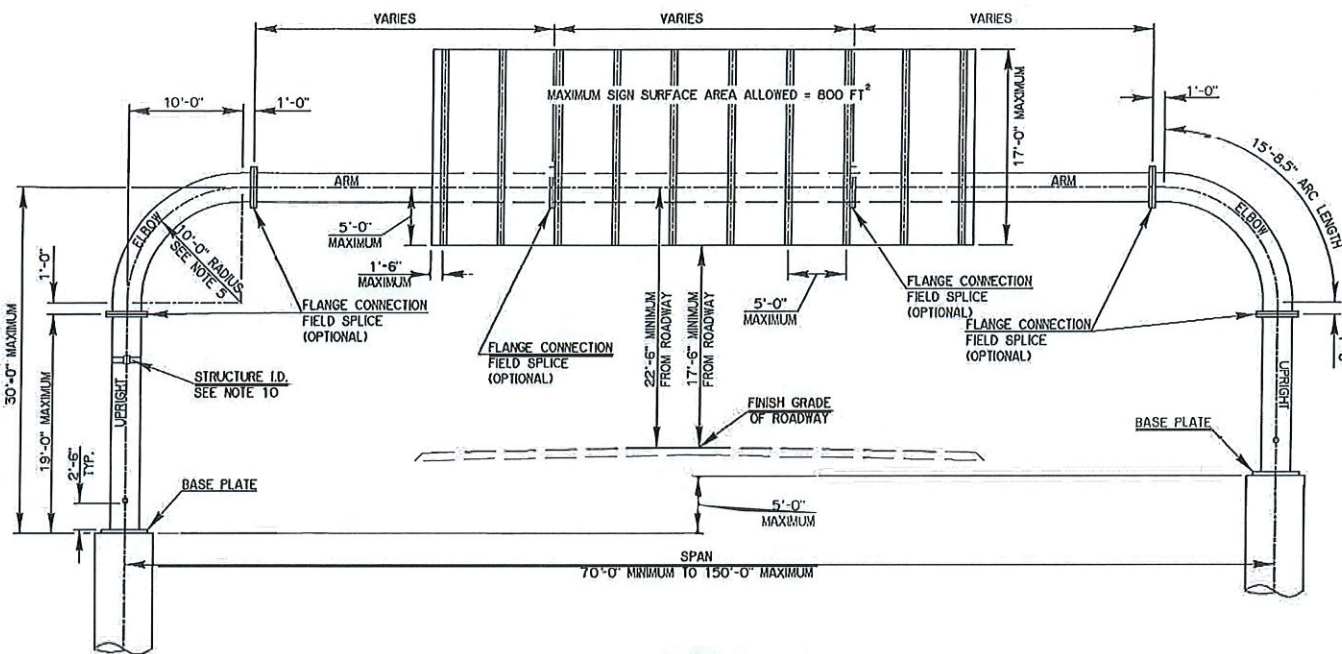 VARIES
VARIES
VARIES
10'-0"
1'-0"
MAXIMUM SIGN SURFACE AREA ALLOWED = 800 FT²
17'-0" MAXIMUM
1'-0"
15'-8.5" ARC LENGTH
ARM
ARM
ELBOW
ELBOW
10'-0" RADIUS
SEE NOTE 5
5'-0"
MAXIMUM
1'-6"
MAXIMUM
1'-0"
30'-0" MAXIMUM
19'-0" MAXIMUM
FLANGE CONNECTION
FIELD SPLICE
(OPTIONAL)
FLANGE CONNECTION
FIELD SPLICE
(OPTIONAL)
22'-6" MINIMUM
FROM ROADWAY
17'-6" MINIMUM
FROM ROADWAY
5'-0"
MAXIMUM
FLANGE CONNECTION
FIELD SPLICE
(OPTIONAL)
FLANGE CONNECTION
FIELD SPLICE
(OPTIONAL)
STRUCTURE I.D.
SEE NOTE 10
UPRIGHT
UPRIGHT
FINISH GRADE
OF ROADWAY
BASE PLATE
2'-6"
TYP.
BASE PLATE
5'-0"
MAXIMUM
SPAN
70'-0" MINIMUM TO 150'-0" MAXIMUM